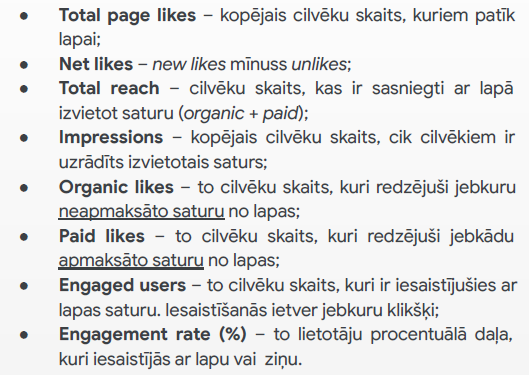 ● Total page likes – kopējais cilvēku skaits, kuriem patīk
lapai;
● Net likes – new likes mīnuss unlikes;
● Total reach – cilvēku skaits, kas ir sasniegti ar lapā
izvietot saturu (organic + paid);
● Impressions – kopējais cilvēku skaits, cik cilvēkiem ir
uzrādīts izvietotais saturs;
● Organic likes – to cilvēku skaits, kuri redzējuši jebkuru
neapmaksāto saturu no lapas;
● Paid likes – to cilvēku skaits, kuri redzējuši jebkādu
apmaksāto saturu no lapas;
● Engaged users – to cilvēku skaits, kuri ir iesaistījušies ar
lapas saturu. Iesaistīšanās ietver jebkuru klikšķi;
● Engagement rate (%) – to lietotāju procentuālā daļa,
kuri iesaistījās ar lapu vai ziņu.